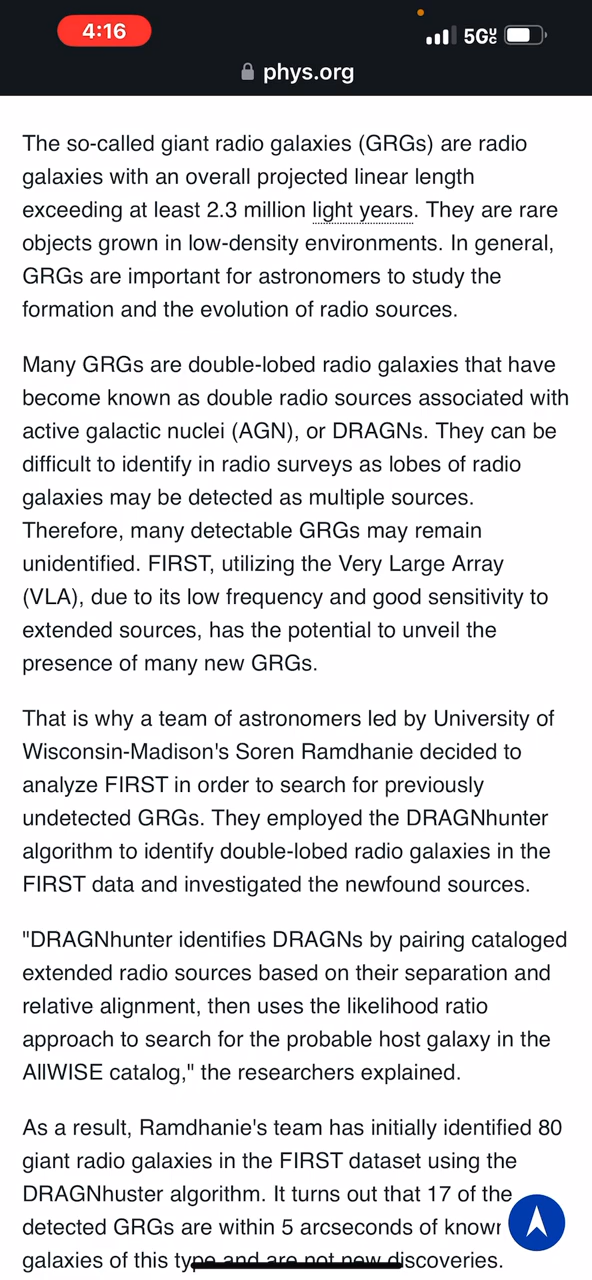 4:16
5G
phys.org
The so-called giant radio galaxies (GRGs) are radio
galaxies with an overall projected linear length
exceeding at least 2.3 million light years. They are rare
objects grown in low-density environments. In general,
GRGs are important for astronomers to study the
formation and the evolution of radio sources.
Many GRGs are double-lobed radio galaxies that have
become known as double radio sources associated with
active galactic nuclei (AGN), or DRAGNs. They can be
difficult to identify in radio surveys as lobes of radio
galaxies may be detected as multiple sources.
Therefore, many detectable GRGs may remain
unidentified. FIRST, utilizing the Very Large Array
(VLA), due to its low frequency and good sensitivity to
extended sources, has the potential to unveil the
presence of many new GRGs.
That is why a team of astronomers led by University of
Wisconsin-Madison's Soren Ramdhanie decided to
analyze FIRST in order to search for previously
undetected GRGs. They employed the DRAGNhunter
algorithm to identify double-lobed radio galaxies in the
FIRST data and investigated the newfound sources.
"DRAGNhunter identifies DRAGNs by pairing cataloged
extended radio sources based on their separation and
relative alignment, then uses the likelihood ratio
approach to search for the probable host galaxy in the
AllWISE catalog," the researchers explained.
As a result, Ramdhanie's team has initially identified 80
giant radio galaxies in the FIRST dataset using the
DRAGNhuster algorithm. It turns out that 17 of the
detected GRGs are within 5 arcseconds of known
galaxies of this type and are not new discoveries.